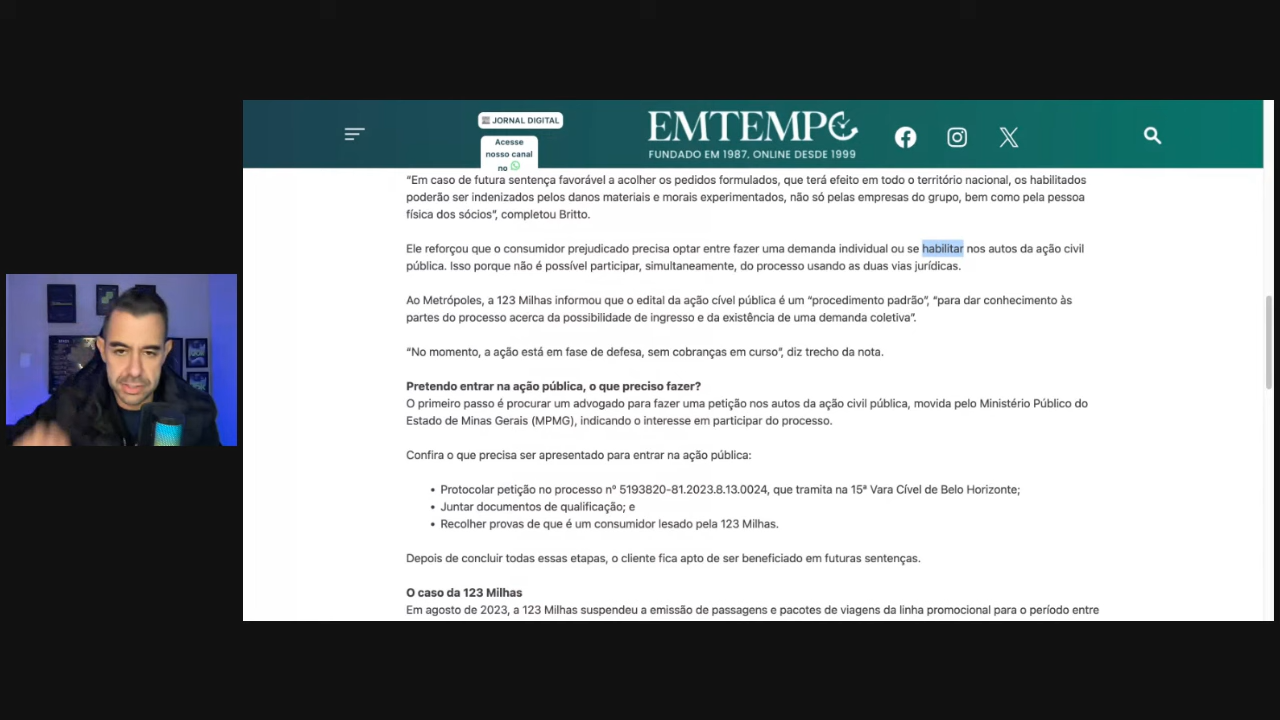 JORNAL DIGITAL
Acesse
nosso canal
no
EMTEMPO
FUNDADO EM 1987, ONLINE DESDE 1999
“Em caso de futura sentença favorável a acolher os pedidos formulados, que terá efeito em todo o território nacional, os habilitados
poderão ser indenizados pelos danos materiais e morais experimentados, não só pelas empresas do grupo, bem como pela pessoa
física dos sócios”, completou Britto.
Ele reforçou que o consumidor prejudicado precisa optar entre fazer uma demanda individual ou se habilitar nos autos da ação civil
pública. Isso porque não é possível participar, simultaneamente, do processo usando as duas vias jurídicas.
Ao Metrópoles, a 123 Milhas informou que o edital da ação cível pública é um “procedimento padrão”, “para dar conhecimento às
partes do processo acerca da possibilidade de ingresso e da existência de uma demanda coletiva”.
“No momento, a ação está em fase de defesa, sem cobranças em curso”, diz trecho da nota.
Pretendo entrar na ação pública, o que preciso fazer?
O primeiro passo é procurar um advogado para fazer uma petição nos autos da ação civil pública, movida pelo Ministério Público do
Estado de Minas Gerais (MPMG), indicando o interesse em participar do processo.
Confira o que precisa ser apresentado para entrar na ação pública:
• Protocolar petição no processo nº 5193820-81.2023.8.13.0024, que tramita na 15ª Vara Cível de Belo Horizonte;
• Juntar documentos de qualificação; e
• Recolher provas de que é um consumidor lesado pela 123 Milhas.
Depois de concluir todas essas etapas, o cliente fica apto de ser beneficiado em futuras sentenças.
O caso da 123 Milhas
Em agosto de 2023, a 123 Milhas suspendeu a emissão de passagens e pacotes de viagens da linha promocional para o período entre